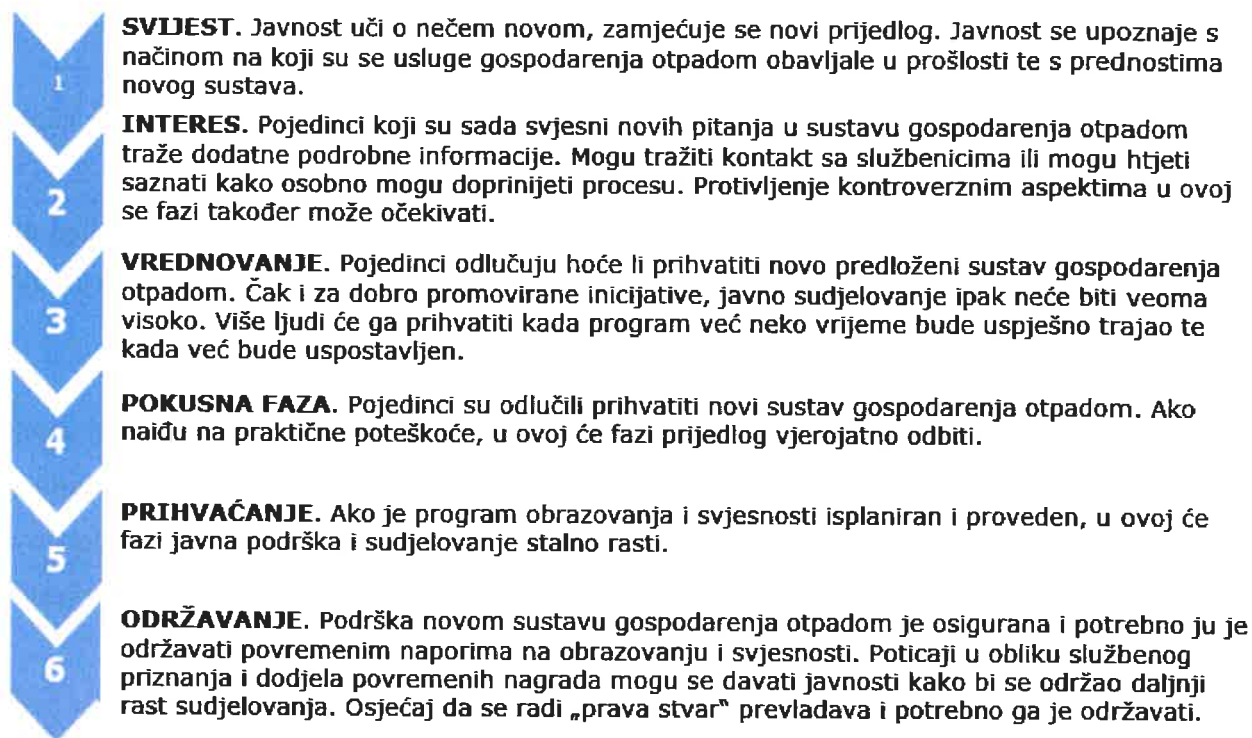 1
SVIJEST. Javnost uči o nečem novom, zamjećuje se novi prijedlog. Javnost se upoznaje s
načinom na koji su se usluge gospodarenja otpadom obavljale u prošlosti te s prednostima
novog sustava.
2
INTERES. Pojedinci koji su sada svjesni novih pitanja u sustavu gospodarenja otpadom
traže dodatne podrobne informacije. Mogu tražiti kontakt sa službenicima ili mogu htjeti
saznati kako osobno mogu doprinijeti procesu. Protivljenje kontroverznim aspektima u ovoj
se fazi također može očekivati.
3
VREDNOVANJE. Pojedinci odlučuju hoće li prihvatiti novo predloženi sustav gospodarenja
otpadom. Čak i za dobro promovirane inicijative, javno sudjelovanje ipak neće biti veoma
visoko. Više ljudi će ga prihvatiti kada program već neko vrijeme bude uspješno trajao te
kada već bude uspostavljen.
4
POKUSNA FAZA. Pojedinci su odlučili prihvatiti novi sustav gospodarenja otpadom. Ako
naiđu na praktične poteškoće, u ovoj će fazi prijedlog vjerojatno odbiti.
5
PRIHVAĆANJE. Ako je program obrazovanja i svjesnosti isplaniran i proveden, u ovoj će
fazi javna podrška i sudjelovanje stalno rasti.
6
ODRŽAVANJE. Podrška novom sustavu gospodarenja otpadom je osigurana i potrebno ju je
održavati povremenim naporima na obrazovanju i svjesnosti. Poticaji u obliku službenog
priznanja i dodjela povremenih nagrada mogu se davati javnosti kako bi se održao daljnji
rast sudjelovanja. Osjećaj da se radi „prava stvar“ prevladava i potrebno ga je održavati.